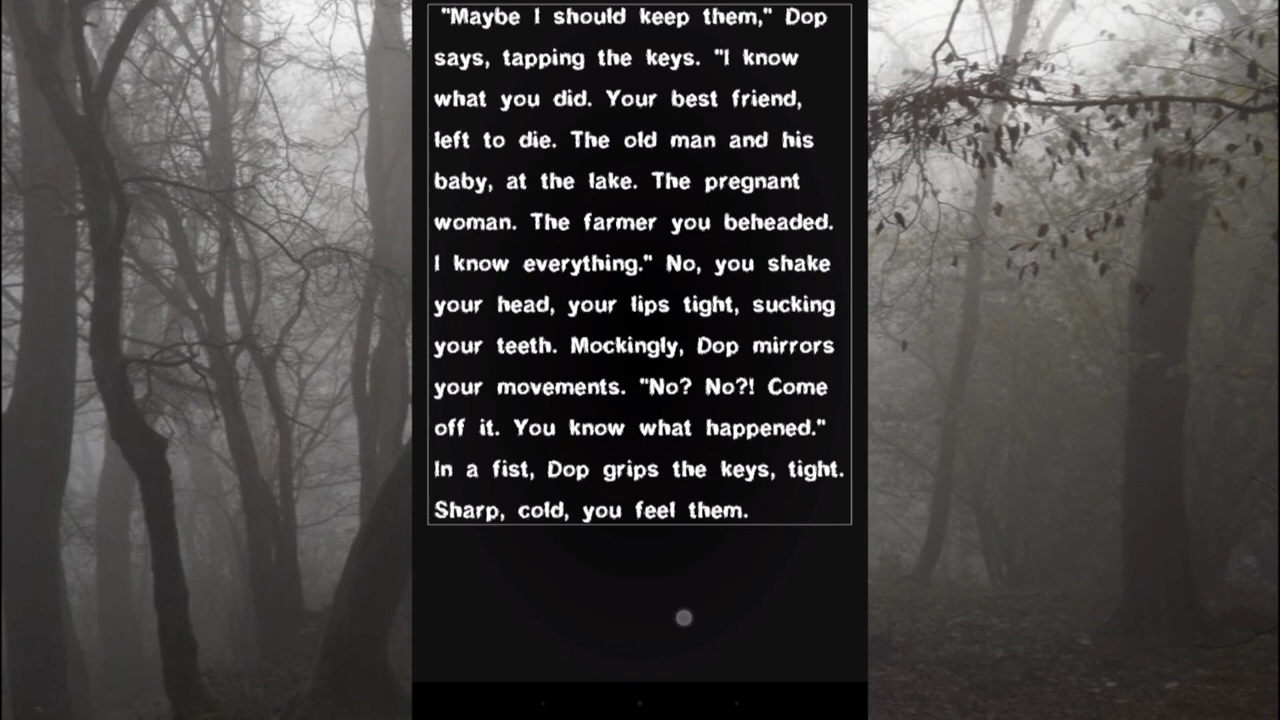 "Maybe I should keep them," Dop
says, tapping the keys. "I know
what you did. Your best friend,
left to die. The old man and his
baby, at the lake. The pregnant
woman. The farmer you beheaded.
I know everything." No, you shake
your head, your lips tight, sucking
your teeth. Mockingly, Dop mirrors
your movements. "No? No?! Come
off it. You know what happened."
In a fist, Dop grips the keys, tight.
Sharp, cold, you feel them.